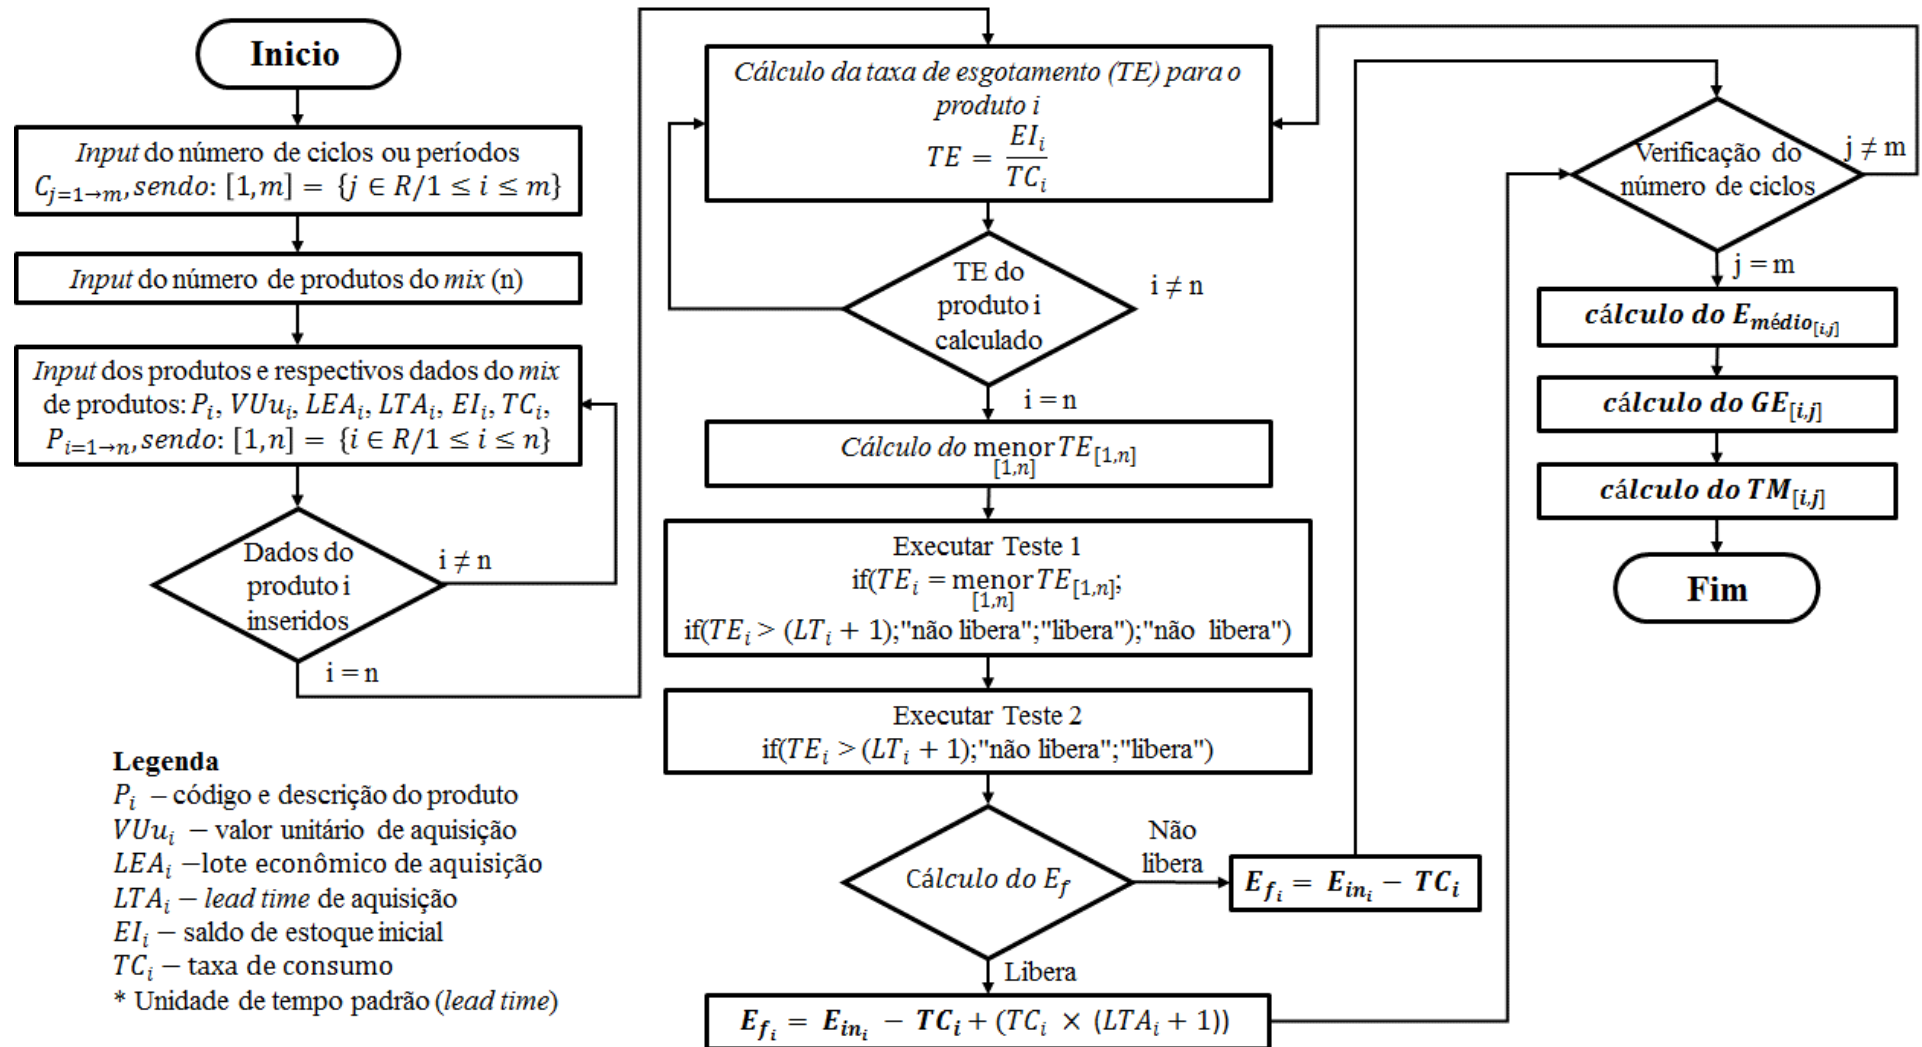 Inicio
Input do número de ciclos ou períodos
C_{j=1→m}, sendo: [1,m] = {j ∈ R/1 ≤ i ≤ m}
Input do número de produtos do mix (n)
Input dos produtos e respectivos dados do mix
de produtos: P_i, VUu_i, LEA_i, LTA_i, EI_i, TC_i,
P_{i=1→n}, sendo: [1,n] = {i ∈ R/1 ≤ i ≤ n}
Dados do
produto i
inseridos
i ≠ n
i = n
Legenda
P_i – código e descrição do produto
VUu_i – valor unitário de aquisição
LEA_i –lote econômico de aquisição
LTA_i – lead time de aquisição
EI_i – saldo de estoque inicial
TC_i – taxa de consumo
* Unidade de tempo padrão (lead time)
Cálculo da taxa de esgotamento (TE) para o
produto i
TE = EI_i / TC_i
TE do
produto i
calculado
i ≠ n
i = n
Cálculo do menor TE_{[1,n]}
[1,n]
Executar Teste 1
if(TE_i = menor TE_{[1,n]};
[1,n]
if(TE_i > (LT_i + 1);"não libera";"libera");"não libera")
Executar Teste 2
if(TE_i > (LT_i + 1);"não libera";"libera")
Cálculo do E_f
Não
libera
E_{f_i} = E_{in_i} − TC_i
Libera
E_{f_i} = E_{in_i} − TC_i + (TC_i × (LTA_i + 1))
Verificação do
número de ciclos
j ≠ m
j = m
cálculo do E_{médio_{[i,j]}}
cálculo do GE_{[i,j]}
cálculo do TM_{[i,j]}
Fim